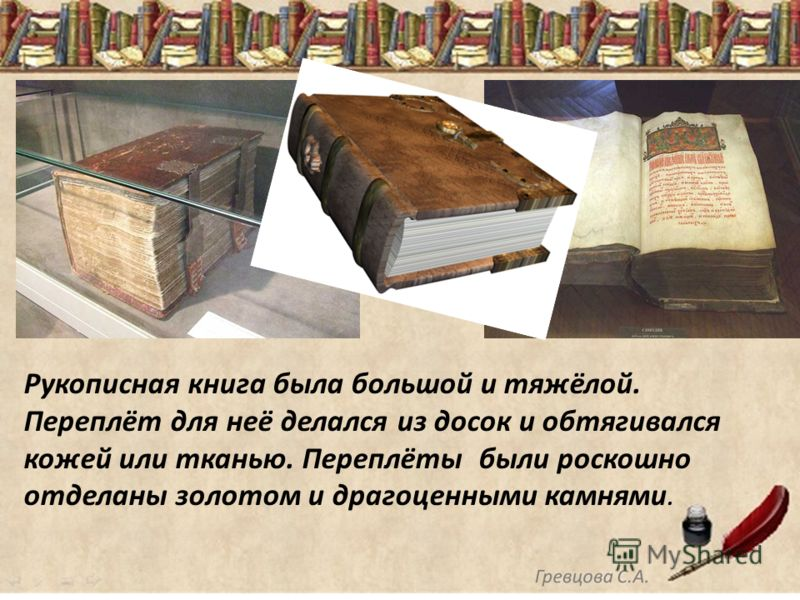 Рукописная книга была большой и тяжёлой.
Переплёт для неё делался из досок и обтягивался
кожей или тканью. Переплёты были роскошно
отделаны золотом и драгоценными камнями.
MyShared
Гревцова С.А.